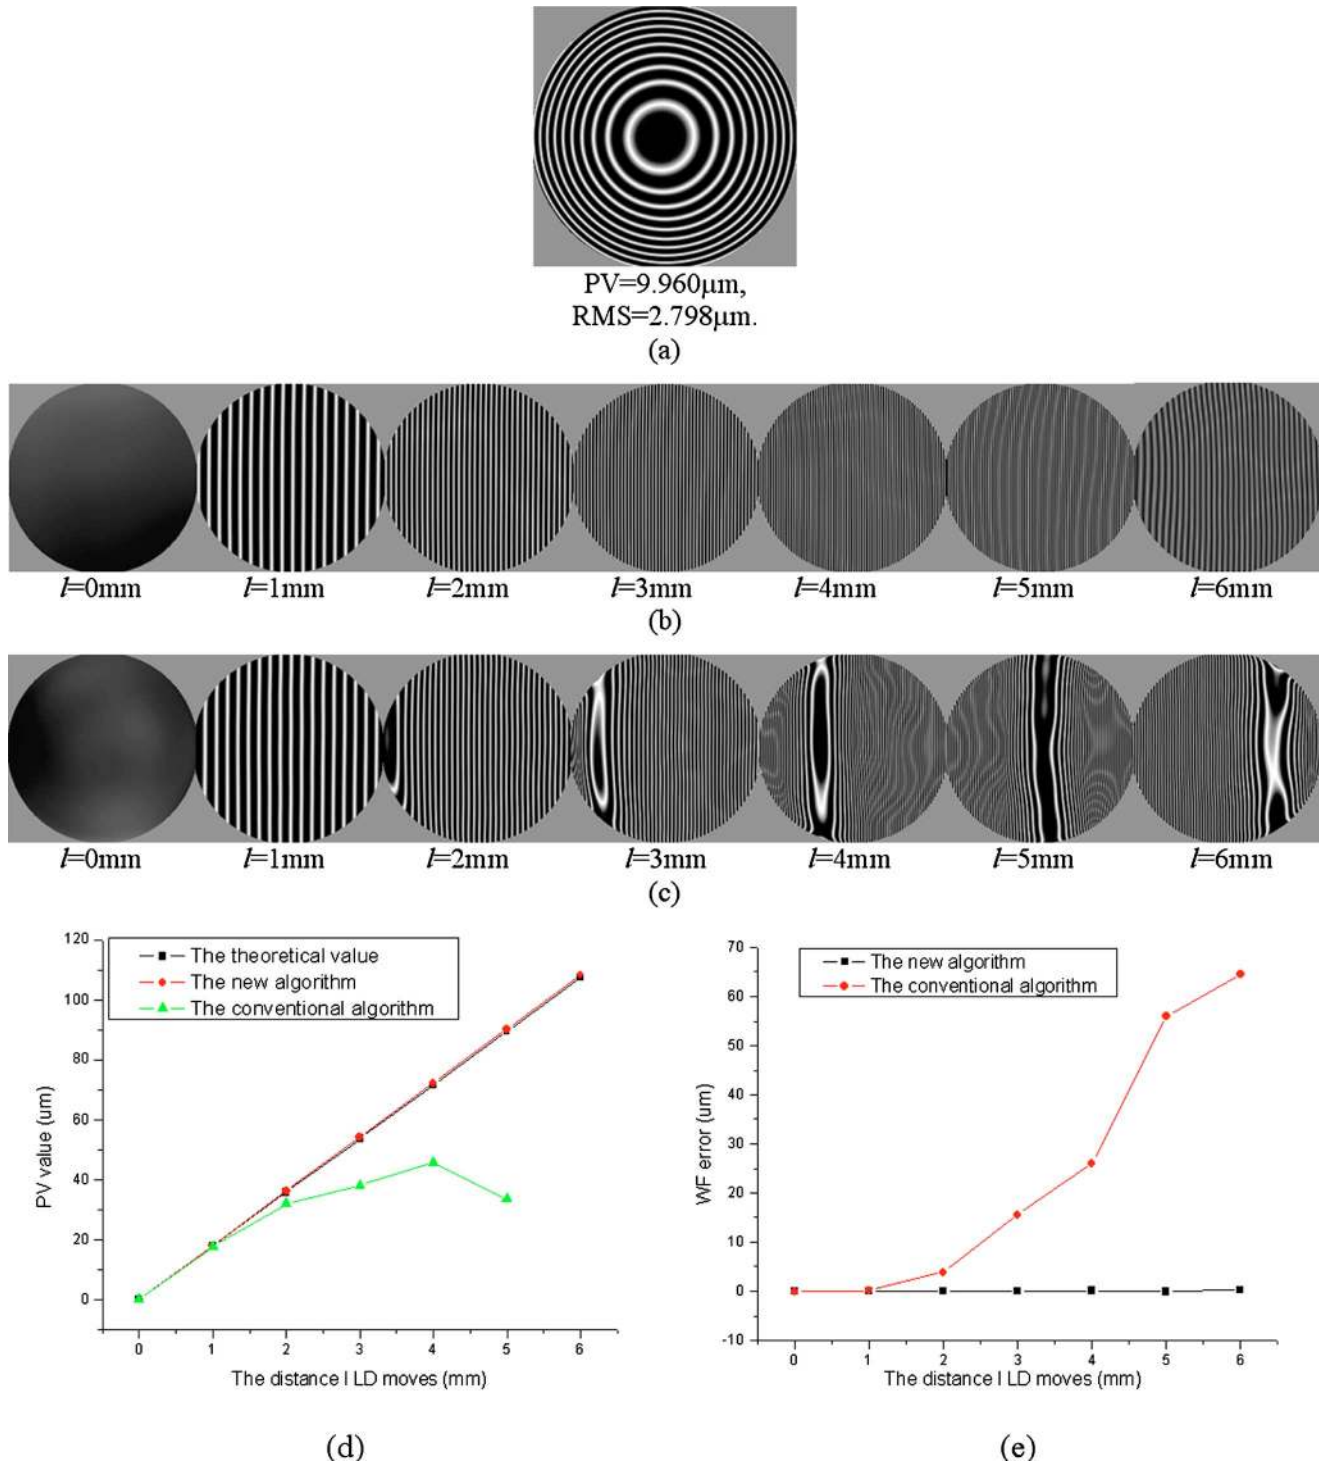 PV=9.960μm,
RMS=2.798μm.
(a)
l=0mm l=1mm l=2mm l=3mm l=4mm l=5mm l=6mm
(b)
l=0mm l=1mm l=2mm l=3mm l=4mm l=5mm l=6mm
(c)
120
100
80
60
40
20
0
PV value (um)
The theoretical value
The new algorithm
The conventional algorithm
0 1 2 3 4 5 6
The distance l LD moves (mm)
(d)
70
60
50
40
30
20
10
0
-10
WF error (um)
The new algorithm
The conventional algorithm
0 1 2 3 4 5 6
The distance l LD moves (mm)
(e)